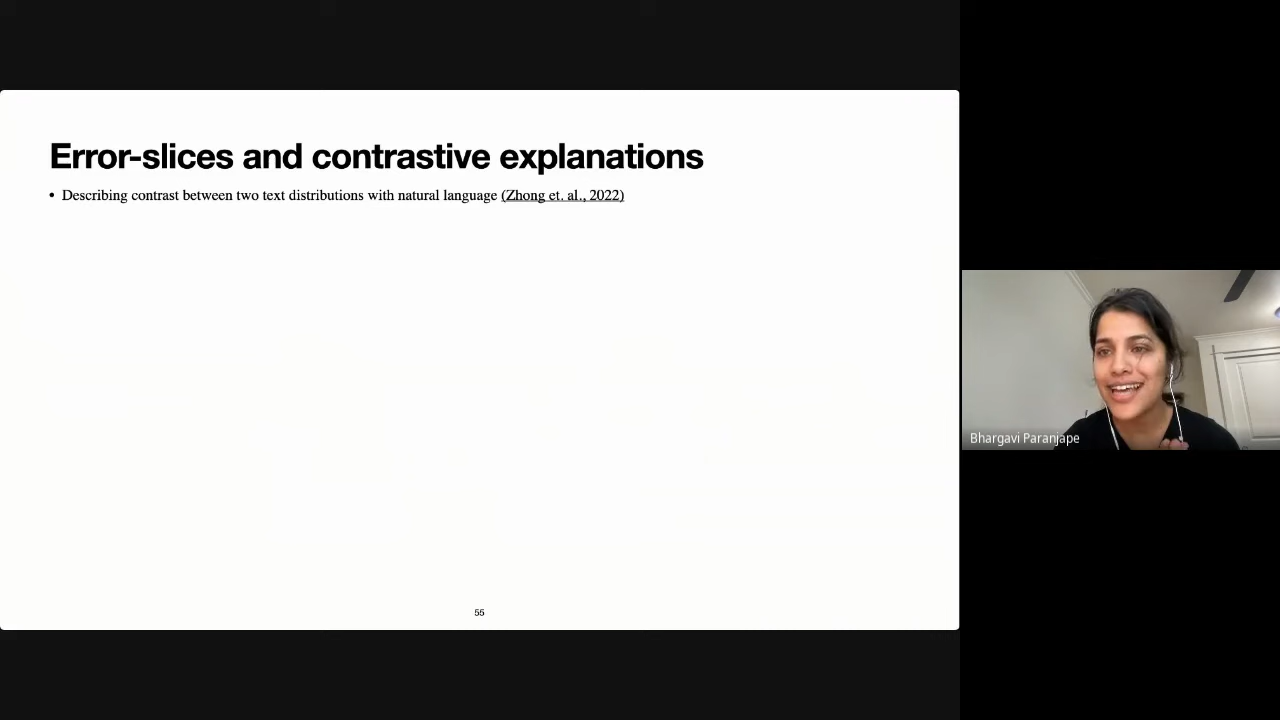 Error-slices and contrastive explanations
• Describing contrast between two text distributions with natural language (Zhong et. al., 2022)
Bhargavi Paranjape
55